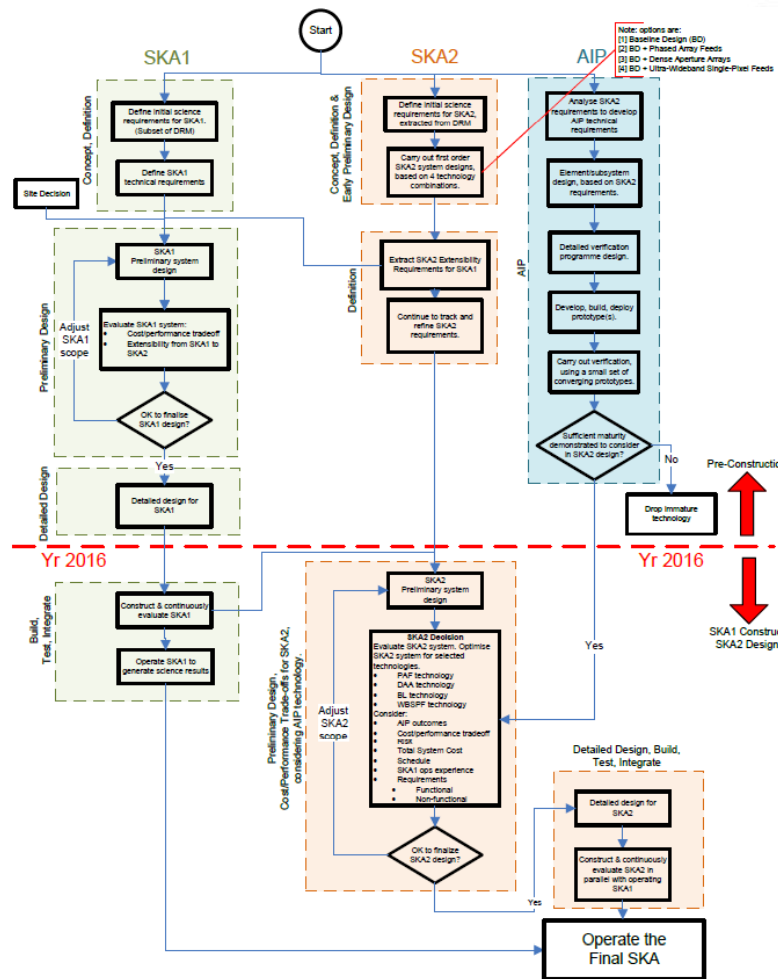 Start
Note: options are:
[1] Baseline Design (BD)
[2] BD + Phased Array Feeds
[3] BD + Dense Aperture Arrays
[4] BD + Ultra-Wideband Single-Pixel Feeds
SKA1
SKA2
AIP
Concept, Definition
Define initial science
requirements for SKA1.
(Subset of DRM)
Define SKA1
technical requirements
Site Decision
Concept, Definition &
Early Preliminary Design
Define initial science
requirements for SKA2,
extracted from DRM
Carry out first order
SKA2 system designs,
based on 4 technology
combinations.
AIP
Analyse SKA2
requirements to develop
AIP technical
requirements
Element/subsystem
design, based on SKA2
requirements.
Detailed verification
programme design.
Develop, build, deploy
prototype(s).
Carry out verification,
using a small set of
converging prototypes.
Sufficient maturity
demonstrated to consider
in SKA2 design?
No
Drop immature
technology
Yes
Preliminary Design
SKA1
Preliminary system
design
Adjust
SKA1
scope
Evaluate SKA1 system:
• Cost/performance tradeoff
• Extensibility from SKA1 to
SKA2
OK to finalise
SKA1 design?
Yes
Definition
Extract SKA2 Extensibility
Requirements for SKA1
Continue to track and
refine SKA2
requirements.
Detailed Design
Detailed design for
SKA1
Pre-Construction
Yr 2016
Yr 2016
SKA1 Construct
SKA2 Design
Build,
Test, Integrate
Construct & continuously
evaluate SKA1
Operate SKA1 to
generate science results
Preliminary Design,
Cost/Performance Trade-offs for SKA2,
considering AIP technology.
SKA2
Preliminary system
design
Adjust
SKA2
scope
SKA2 Decision
Evaluate SKA2 system. Optimise
SKA2 system for selected
technologies.
• PAF technology
• DAA technology
• BL technology
• WBSPF technology
Consider:
• AIP outcomes
• Cost/performance tradeoff
• Risk
• Total System Cost
• Schedule
• SKA1 ops experience
• Requirements
• Functional
• Non-functional
OK to finalize
SKA2 design?
Yes
Detailed Design, Build,
Test, Integrate
Detailed design for
SKA2
Construct & continuously
evaluate SKA2 in
parallel with operating
SKA1
Operate the
Final SKA